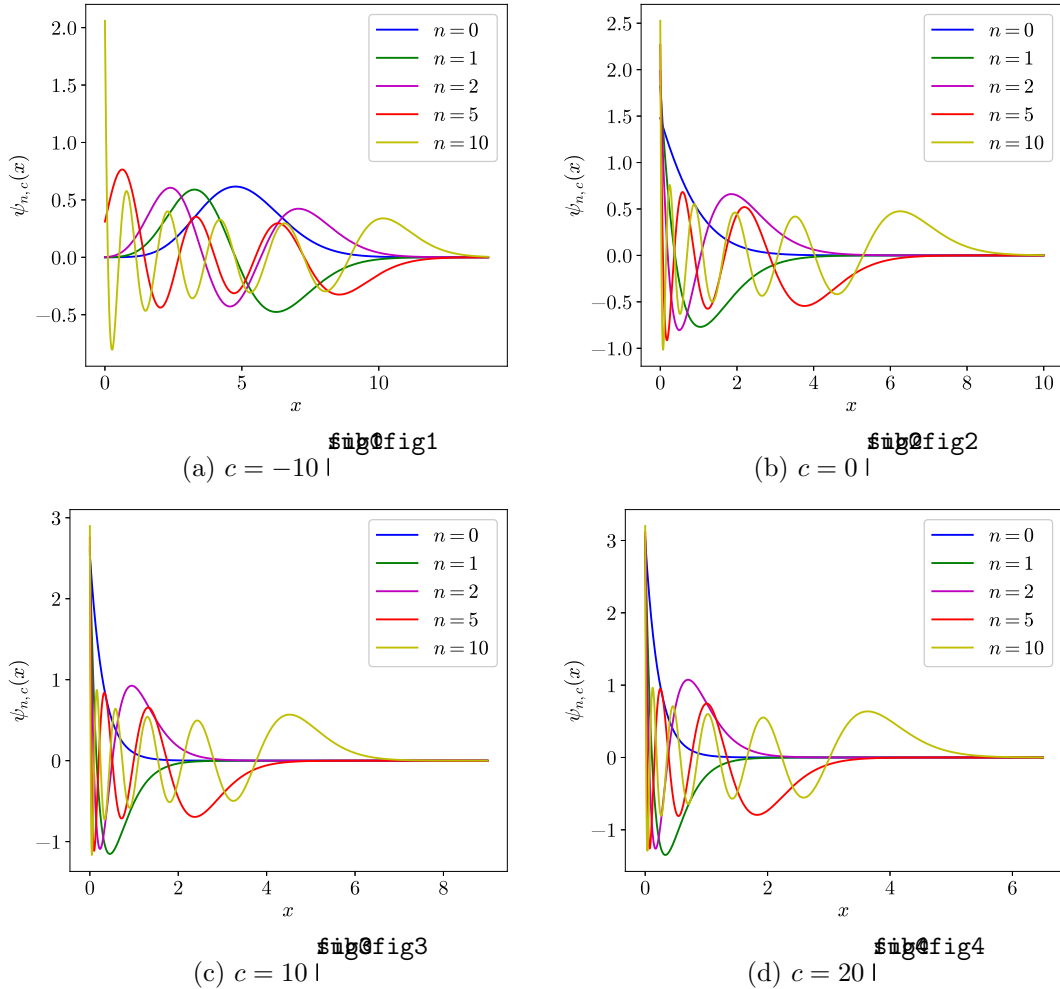 2.0
1.5
1.0
0.5
0.0
−0.5
ψn,c(x)
0 5 10
x
n = 0
n = 1
n = 2
n = 5
n = 10
(a) c = −10
2.5
2.0
1.5
1.0
0.5
0.0
−0.5
−1.0
ψn,c(x)
0 2 4 6 8 10
x
n = 0
n = 1
n = 2
n = 5
n = 10
(b) c = 0
3
2
1
0
−1
ψn,c(x)
0 2 4 6 8
x
n = 0
n = 1
n = 2
n = 5
n = 10
(c) c = 10
3
2
1
0
−1
ψn,c(x)
0 2 4 6
x
n = 0
n = 1
n = 2
n = 5
n = 10
(d) c = 20